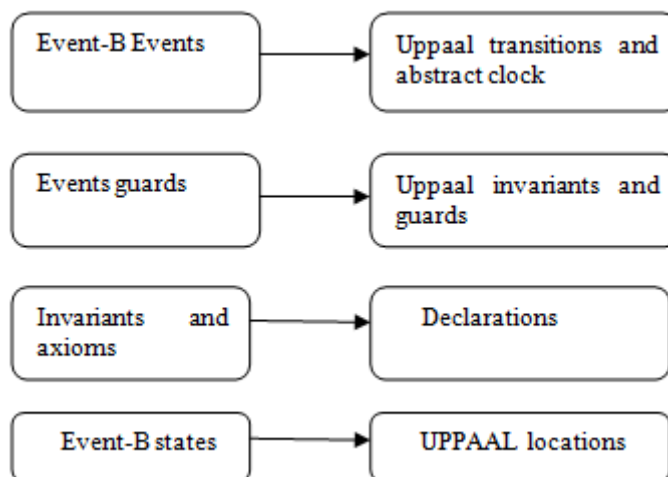 Event-B Events
Uppaal transitions and
abstract clock
Events guards
Uppaal invariants and
guards
Invariants and
axioms
Declarations
Event-B states
UPPAAL locations